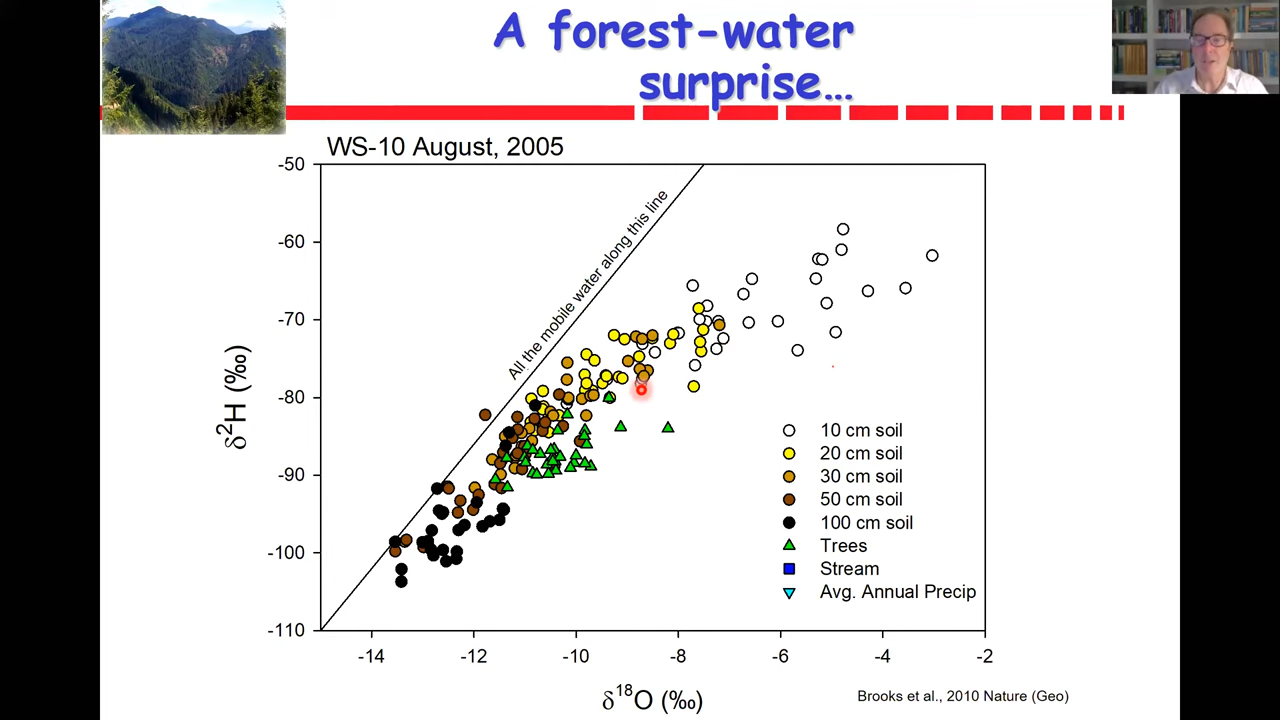 A forest-water
surprise…
WS-10 August, 2005
-50
-60
-70
-80
-90
-100
-110
δ²H (‰)
All the mobile water along this line
10 cm soil
20 cm soil
30 cm soil
50 cm soil
100 cm soil
Trees
Stream
Avg. Annual Precip
-14
-12
-10
-8
-6
-4
-2
δ¹⁸O (‰)
Brooks et al., 2010 Nature (Geo)